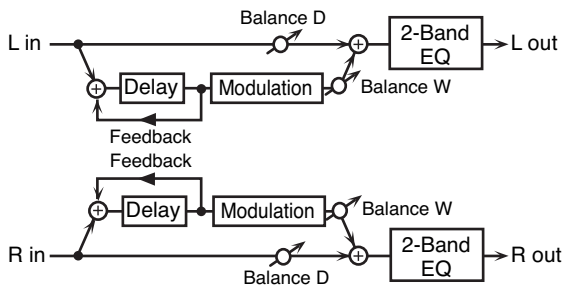 Balance D
L in
2-Band
EQ
L out
+
+
Delay
Modulation
Balance W
Feedback
Feedback
+
Delay
Modulation
Balance W
R in
+
2-Band
EQ
R out
Balance D